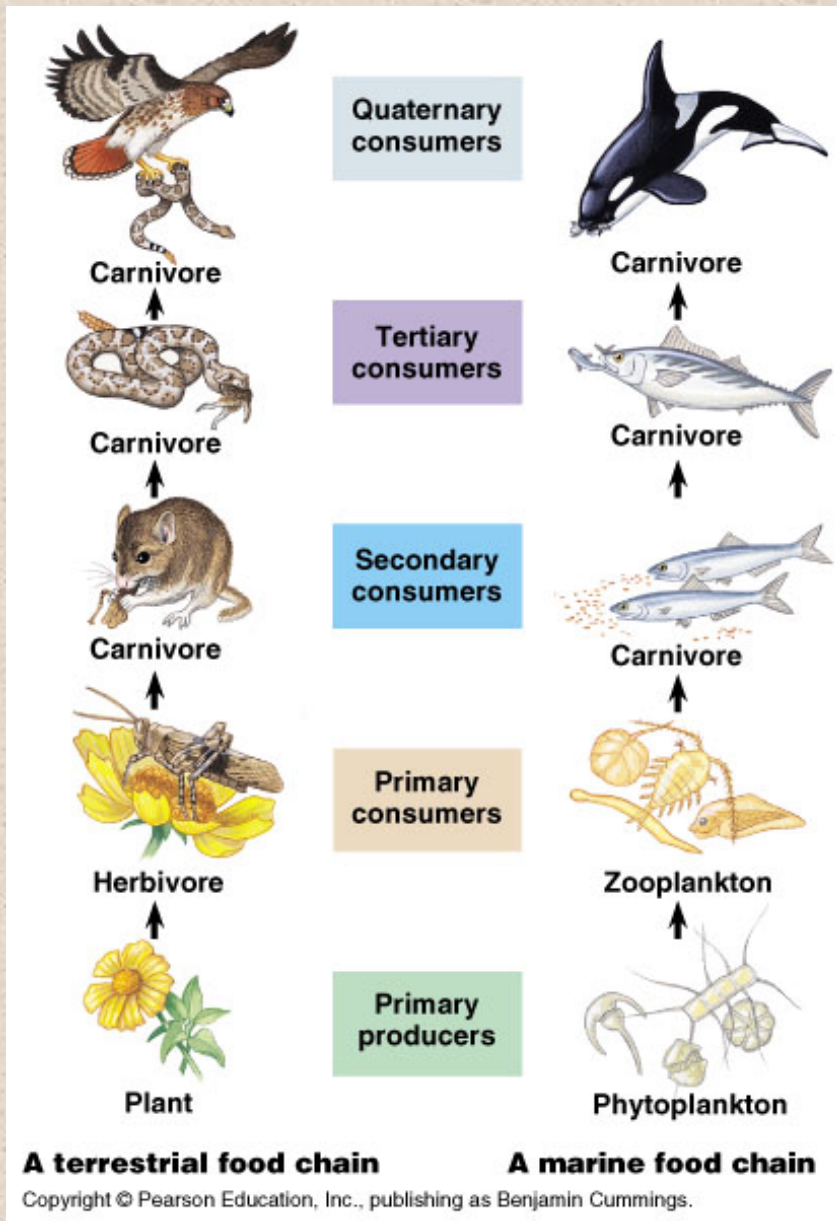 Quaternary
consumers
Carnivore
Carnivore
Tertiary
consumers
Carnivore
Carnivore
Secondary
consumers
Carnivore
Carnivore
Primary
consumers
Herbivore
Zooplankton
Primary
producers
Plant
Phytoplankton
A terrestrial food chain
A marine food chain
Copyright © Pearson Education, Inc., publishing as Benjamin Cummings.